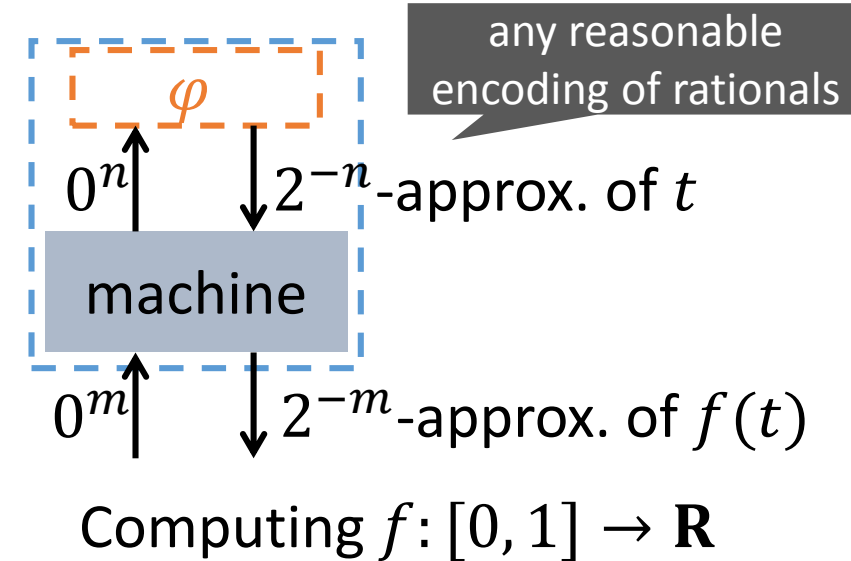 any reasonable
encoding of rationals
φ
0ⁿ 2⁻ⁿ-approx. of t
machine
0ᵐ 2⁻ᵐ-approx. of f(t)
Computing f: [0, 1] → R